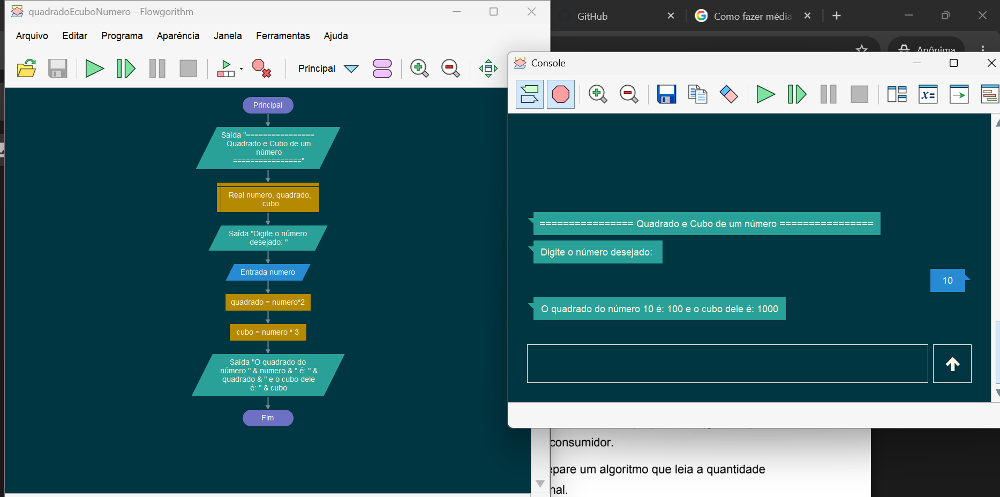 quadradoEcuboNumero - Flowgorithm
Arquivo Editar Programa Aparência Janela Ferramentas Ajuda
Principal
Principal
Saída "================
Quadrado e Cubo de um
número
================"
Real numero, quadrado,
cubo
Saída "Digite o número
desejado: "
Entrada numero
quadrado = numero^2
cubo = numero ^ 3
Saída "O quadrado do
número " & numero & " é: " &
quadrado & " e o cubo dele
é: " & cubo
Fim
GitHub
Como fazer média
Anônima
Console
x=
================ Quadrado e Cubo de um número ================
Digite o número desejado:
10
O quadrado do número 10 é: 100 e o cubo dele é: 1000
consumidor.
epare um algoritmo que leia a quantidade
nal.